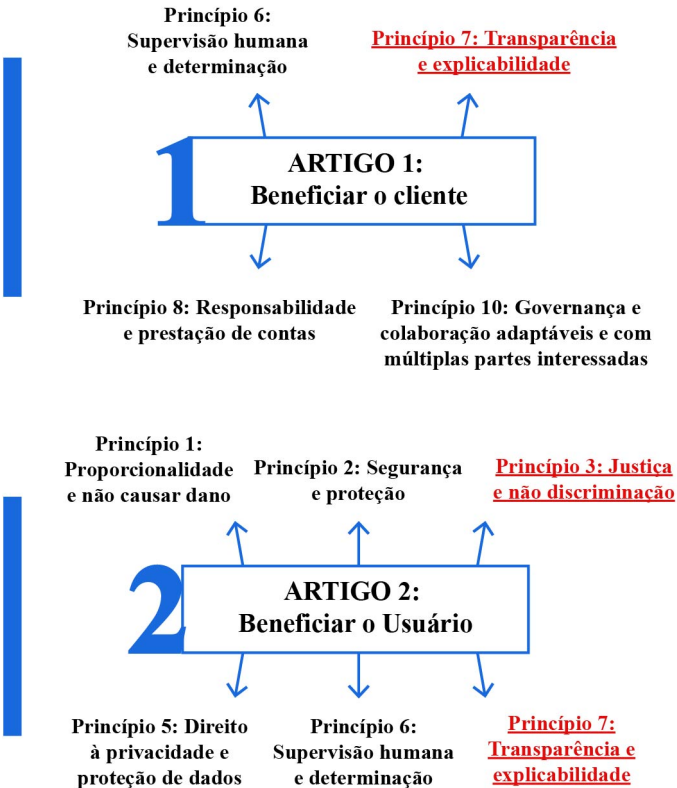 Princípio 6:
Supervisão humana
e determinação
Princípio 7: Transparência
e explicabilidade
1
ARTIGO 1:
Beneficiar o cliente
Princípio 8: Responsabilidade
e prestação de contas
Princípio 10: Governança e
colaboração adaptáveis e com
múltiplas partes interessadas
Princípio 1:
Proporcionalidade
e não causar dano
Princípio 2: Segurança
e proteção
Princípio 3: Justiça
e não discriminação
2
ARTIGO 2:
Beneficiar o Usuário
Princípio 5: Direito
à privacidade e
proteção de dados
Princípio 6:
Supervisão humana
e determinação
Princípio 7:
Transparência e
explicabilidade